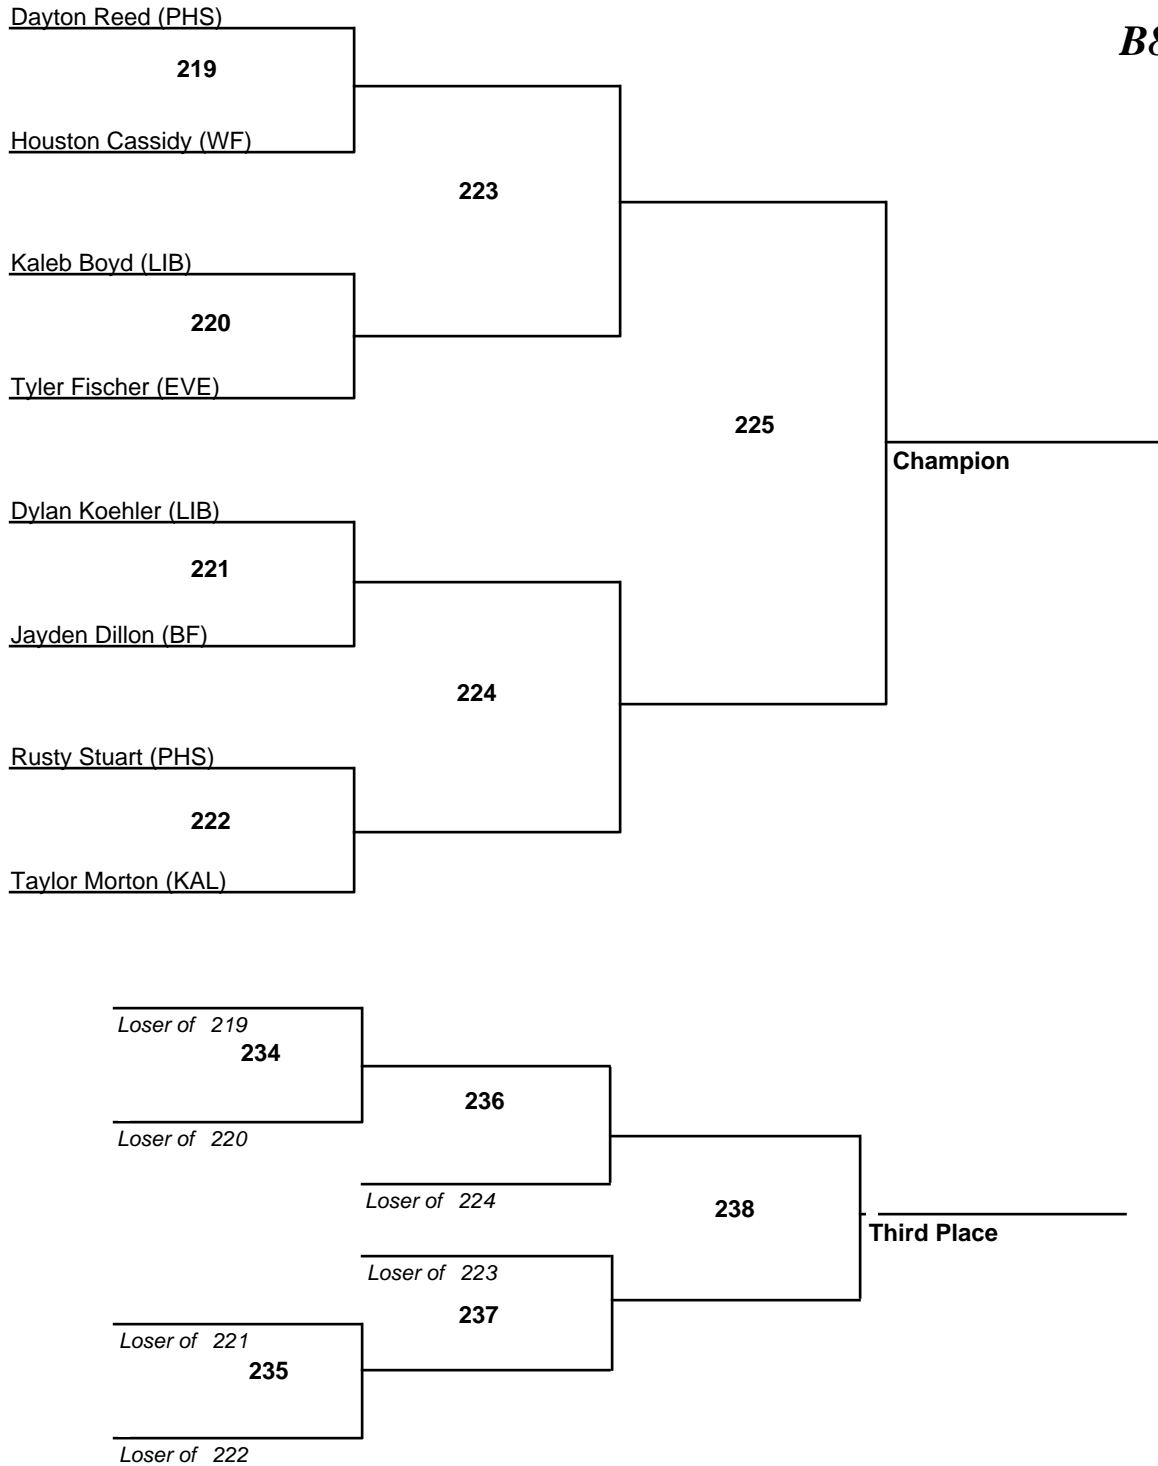 Dayton Reed (PHS)
B8
219
Houston Cassidy (WF)
223
Kaleb Boyd (LIB)
220
Tyler Fischer (EVE)
225
Champion
Dylan Koehler (LIB)
221
Jayden Dillon (BF)
224
Rusty Stuart (PHS)
222
Taylor Morton (KAL)
Loser of 219
234
236
Loser of 220
Loser of 224
238
Third Place
Loser of 223
237
Loser of 221
235
Loser of 222